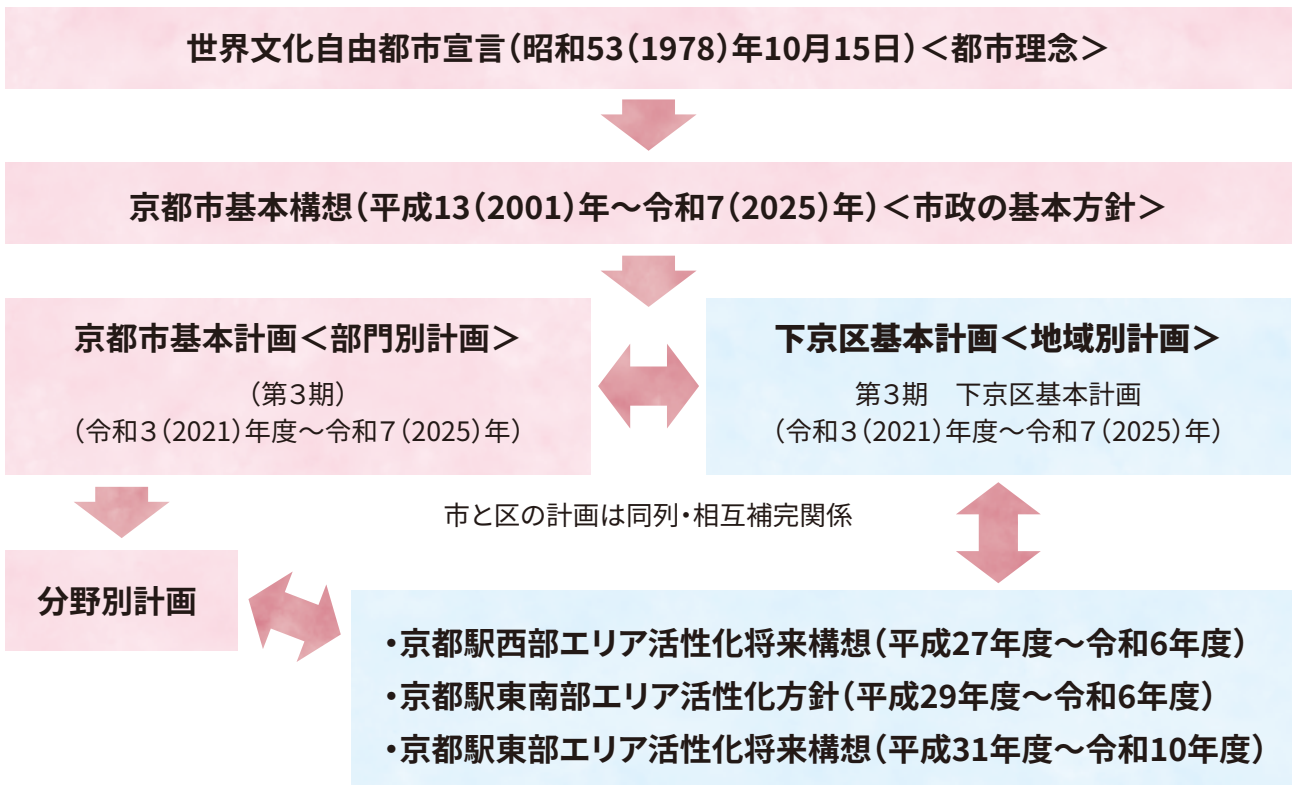 世界文化自由都市宣言（昭和53（1978）年10月15日）＜都市理念＞
京都市基本構想（平成13（2001）年～令和7（2025）年）＜市政の基本方針＞
京都市基本計画＜部門別計画＞
（第３期）
（令和３（2021）年度～令和７（2025）年）
下京区基本計画＜地域別計画＞
第３期　下京区基本計画
（令和３（2021）年度～令和７（2025）年）
市と区の計画は同列・相互補完関係
分野別計画
・京都駅西部エリア活性化将来構想（平成27年度～令和6年度）
・京都駅東南部エリア活性化方針（平成29年度～令和6年度）
・京都駅東部エリア活性化将来構想（平成31年度～令和10年度）